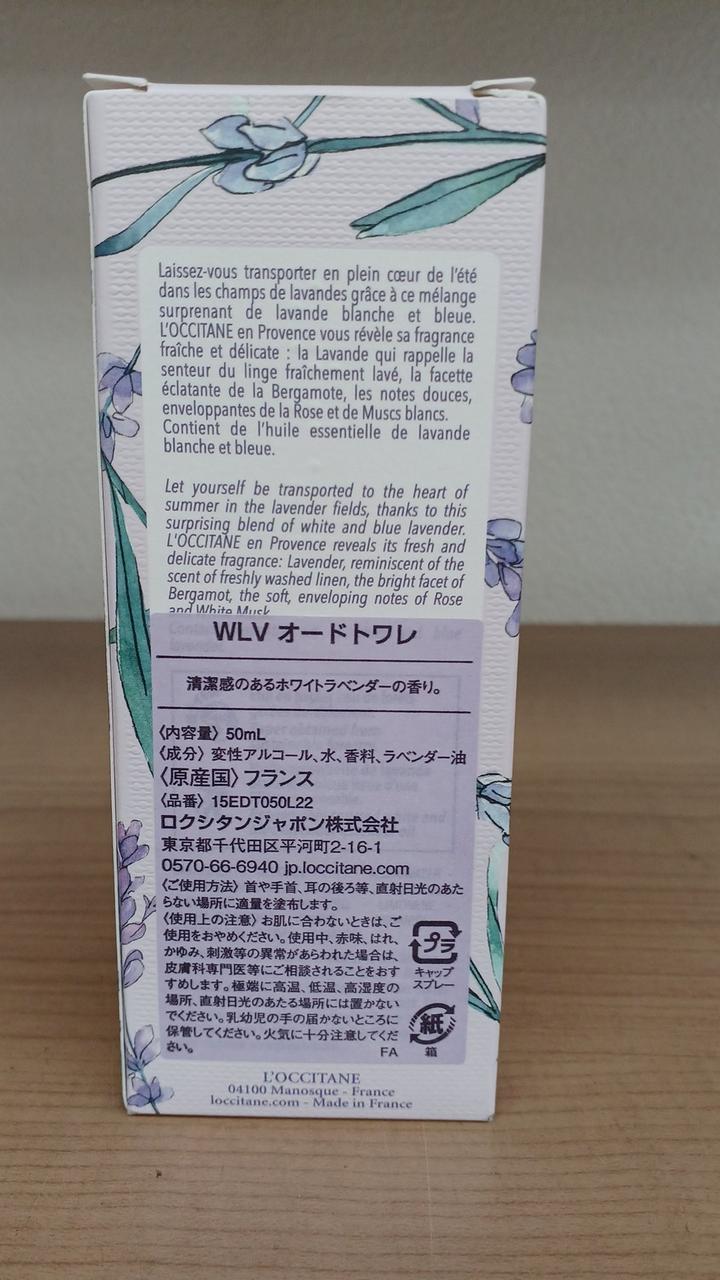 Laissez-vous transporter en plein cœur de l'été
dans les champs de lavandes grâce à ce mélange
surprenant de lavande blanche et bleue.
L'OCCITANE en Provence vous révèle sa fragrance
fraîche et délicate : la Lavande qui rappelle la
senteur du linge fraîchement lavé, la facette
éclatante de la Bergamote, les notes douces,
enveloppantes de la Rose et de Muscs blancs.
Contient de l'huile essentielle de lavande
blanche et bleue.
Let yourself be transported to the heart of
summer in the lavender fields, thanks to this
surprising blend of white and blue lavender.
L'OCCITANE en Provence reveals its fresh and
delicate fragrance: Lavender, reminiscent of the
scent of freshly washed linen, the bright facet of
Bergamot, the soft, enveloping notes of Rose
and White Musk.
WLV オードトワレ
清潔感のあるホワイトラベンダーの香り。
〈内容量〉 50mL
〈成分〉 変性アルコール、水、香料、ラベンダー油
〈原産国〉フランス
〈品番〉 15EDT050L22
ロクシタンジャポン株式会社
東京都千代田区平河町2-16-1
0570-66-6940 jp.loccitane.com
〈ご使用方法〉 首や手首、耳の後ろ等、直射日光のあた
らない場所に適量を塗布します。
〈使用上の注意〉 お肌に合わないときは、ご
使用をおやめください。使用中、赤味、はれ、
かゆみ、刺激等の異常があらわれた場合は、
皮膚科専門医等にご相談されることをおす
すめします。極端に高温、低温、高湿度の
場所、直射日光のあたる場所には置かない
でください。乳幼児の手の届かないところに
保管してください。火気に十分注意してくだ
さい。
プラ
キャップ
スプレー
紙
箱
FA
L'OCCITANE
04100 Manosque - France
loccitane.com - Made in France